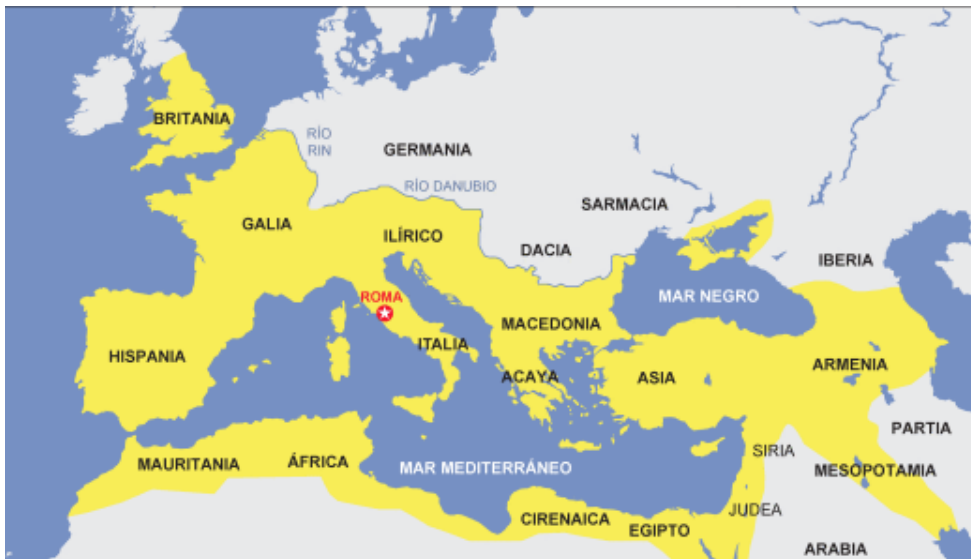 BRITANIA
RÍO
RIN
GERMANIA
RÍO DANUBIO
SARMACIA
GALIA
ILÍRICO
DACIA
IBERIA
ROMA
MAR NEGRO
MACEDONIA
ITALIA
HISPANIA
ACAYA
ASIA
ARMENIA
PARTIA
SIRIA
MAURITANIA
ÁFRICA
MAR MEDITERRÁNEO
MESOPOTAMIA
JUDEA
CIRENAICA
EGIPTO
ARABIA